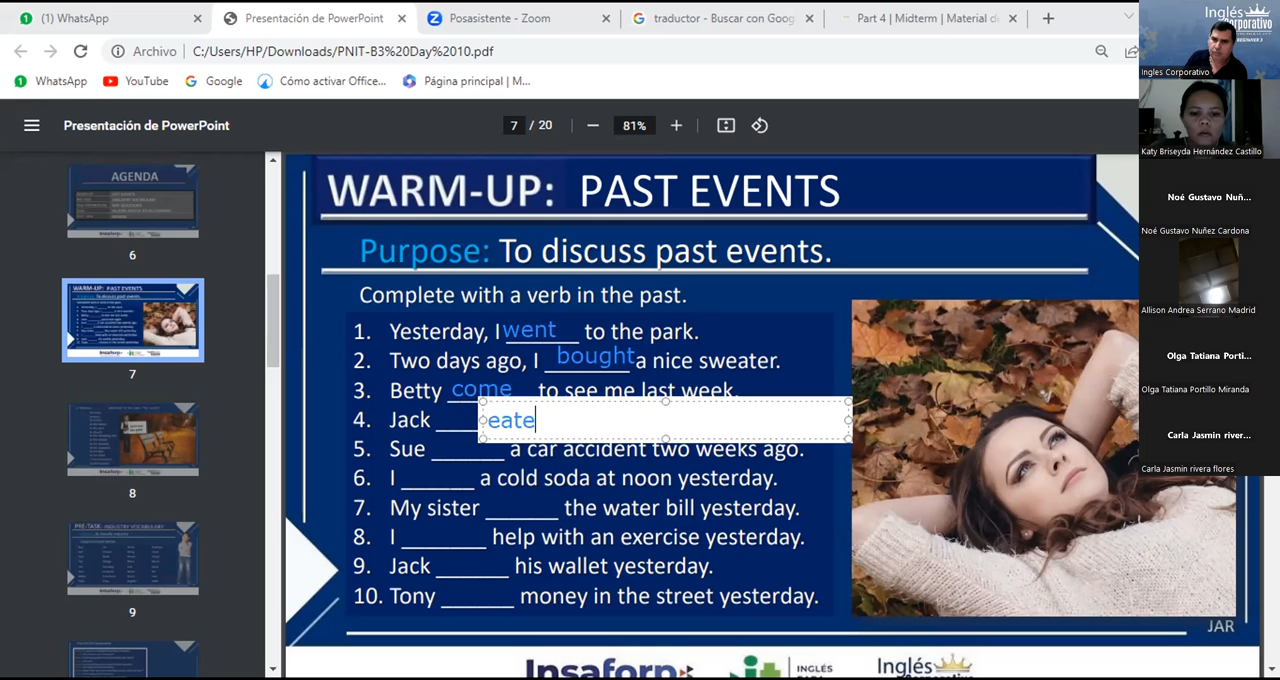 (1) WhatsApp
Presentación de PowerPoint
Posasistente - Zoom
traductor - Buscar con Goog
Part 4 | Midterm | Material d
Archivo
C:/Users/HP/Downloads/PNIT-B3%20Day%2010.pdf
WhatsApp
YouTube
Google
Cómo activar Office...
Página principal | M...
Presentación de PowerPoint
7 / 20
81%
AGENDA
6
7
8
9
WARM-UP: PAST EVENTS
Purpose: To discuss past events.
Complete with a verb in the past.
1. Yesterday, I went to the park.
2. Two days ago, I bought a nice sweater.
3. Betty come to see me last week.
4. Jack ____ eate
5. Sue ______ a car accident two weeks ago.
6. I ______ a cold soda at noon yesterday.
7. My sister ______ the water bill yesterday.
8. I _______ help with an exercise yesterday.
9. Jack ______ his wallet yesterday.
10. Tony ______ money in the street yesterday.
JAR
Insaforp
INGLÉS
Inglés
Corporativo
Inglés
Corporativo
BEGINNER 3
Ingles Corporativo
Katy Briseyda Hernández Castillo
Noé Gustavo Nuñ...
Noé Gustavo Nuñez Cardona
Allison Andrea Serrano Madrid
Olga Tatiana Porti...
Olga Tatiana Portillo Miranda
Carla Jasmin river...
Carla Jasmin rivera flores